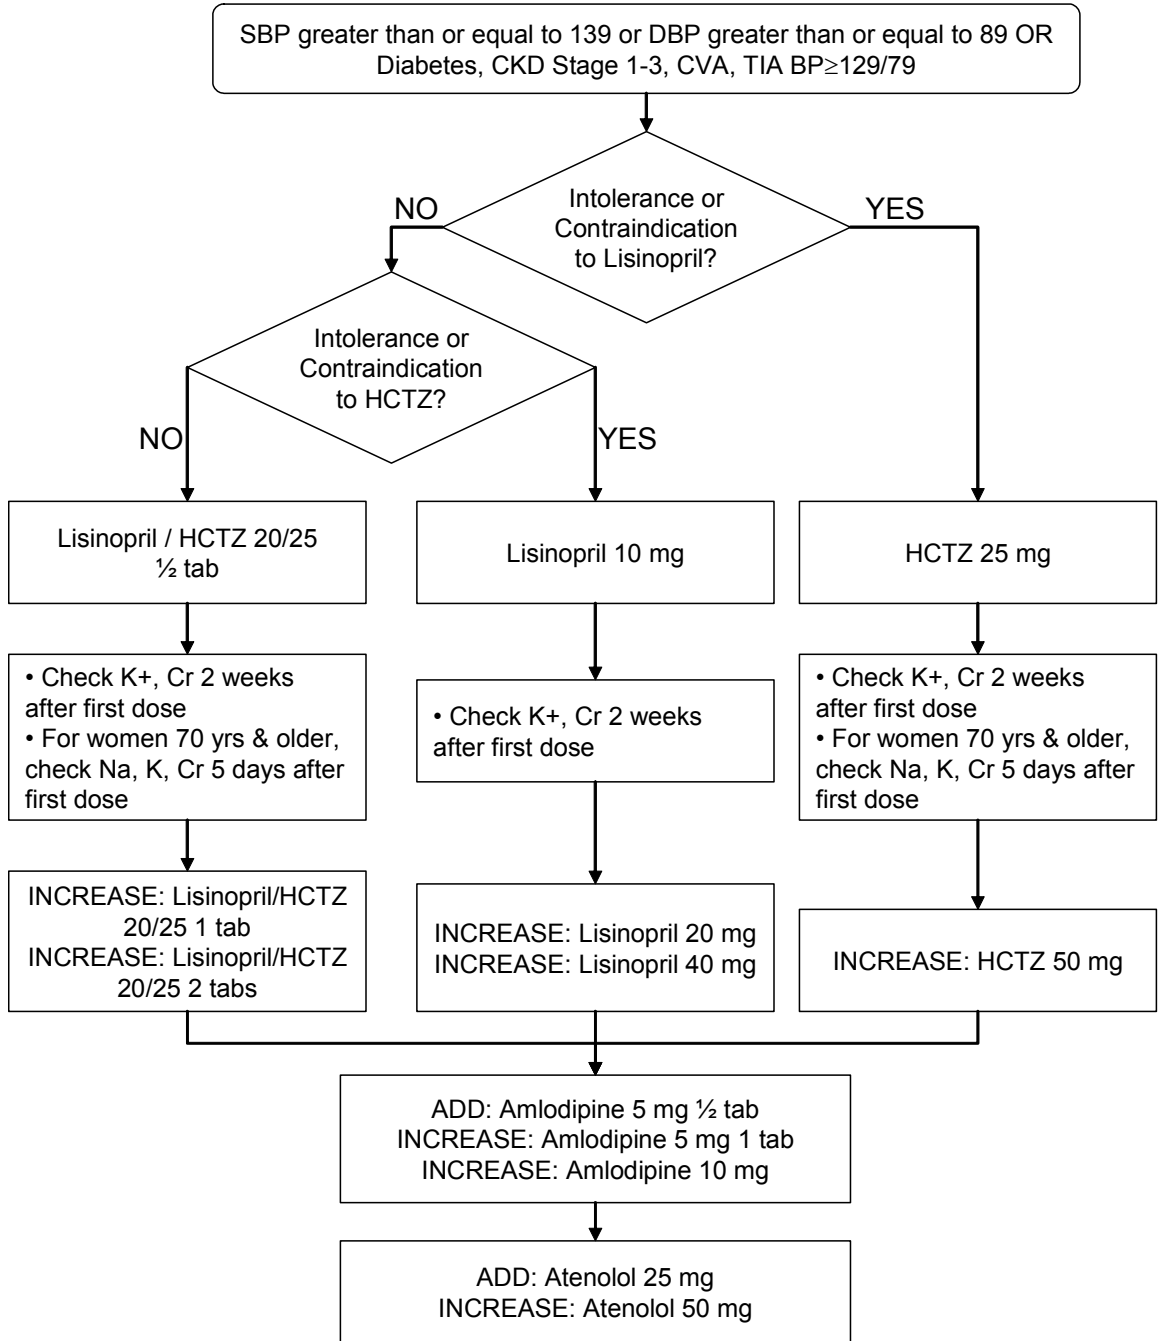 SBP greater than or equal to 139 or DBP greater than or equal to 89 OR
Diabetes, CKD Stage 1-3, CVA, TIA BP≥129/79
Intolerance or
Contraindication
to Lisinopril?
NO
YES
Intolerance or
Contraindication
to HCTZ?
NO
YES
Lisinopril / HCTZ 20/25
½ tab
Lisinopril 10 mg
HCTZ 25 mg
• Check K+, Cr 2 weeks
after first dose
• For women 70 yrs & older,
check Na, K, Cr 5 days after
first dose
• Check K+, Cr 2 weeks
after first dose
• Check K+, Cr 2 weeks
after first dose
• For women 70 yrs & older,
check Na, K, Cr 5 days after
first dose
INCREASE: Lisinopril/HCTZ
20/25 1 tab
INCREASE: Lisinopril/HCTZ
20/25 2 tabs
INCREASE: Lisinopril 20 mg
INCREASE: Lisinopril 40 mg
INCREASE: HCTZ 50 mg
ADD: Amlodipine 5 mg ½ tab
INCREASE: Amlodipine 5 mg 1 tab
INCREASE: Amlodipine 10 mg
ADD: Atenolol 25 mg
INCREASE: Atenolol 50 mg